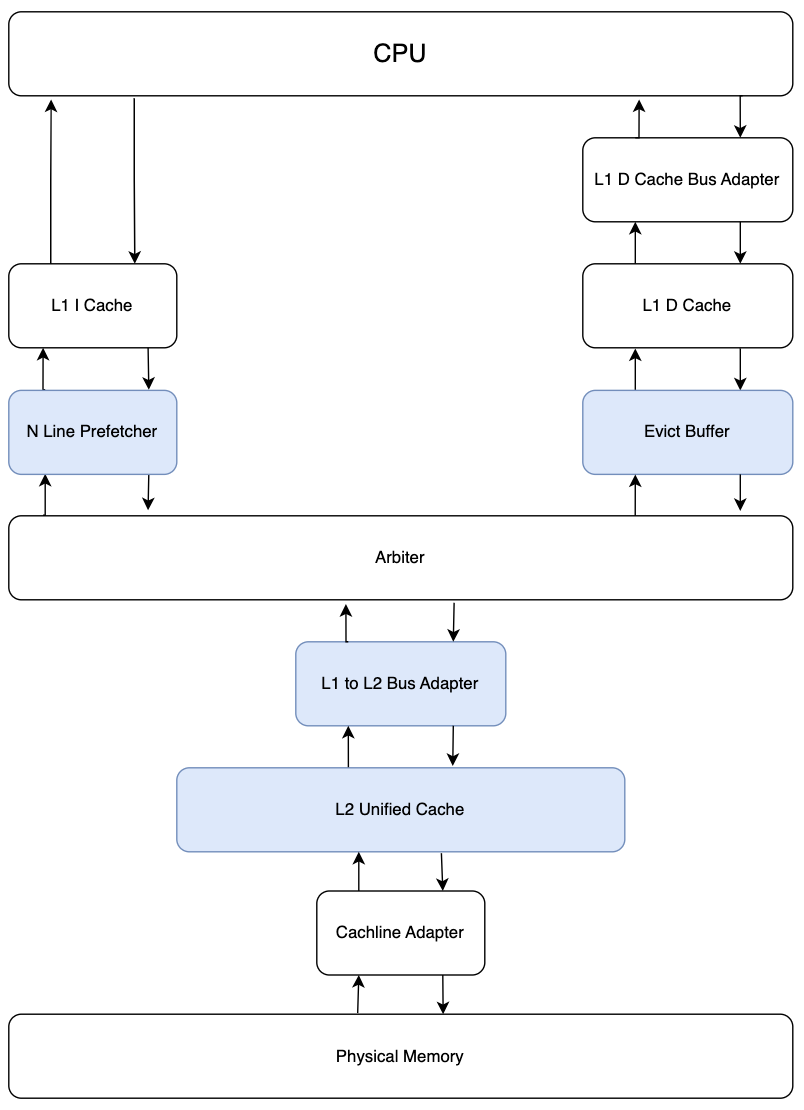 CPU
L1 D Cache Bus Adapter
L1 I Cache
L1 D Cache
N Line Prefetcher
Evict Buffer
Arbiter
L1 to L2 Bus Adapter
L2 Unified Cache
Cachline Adapter
Physical Memory